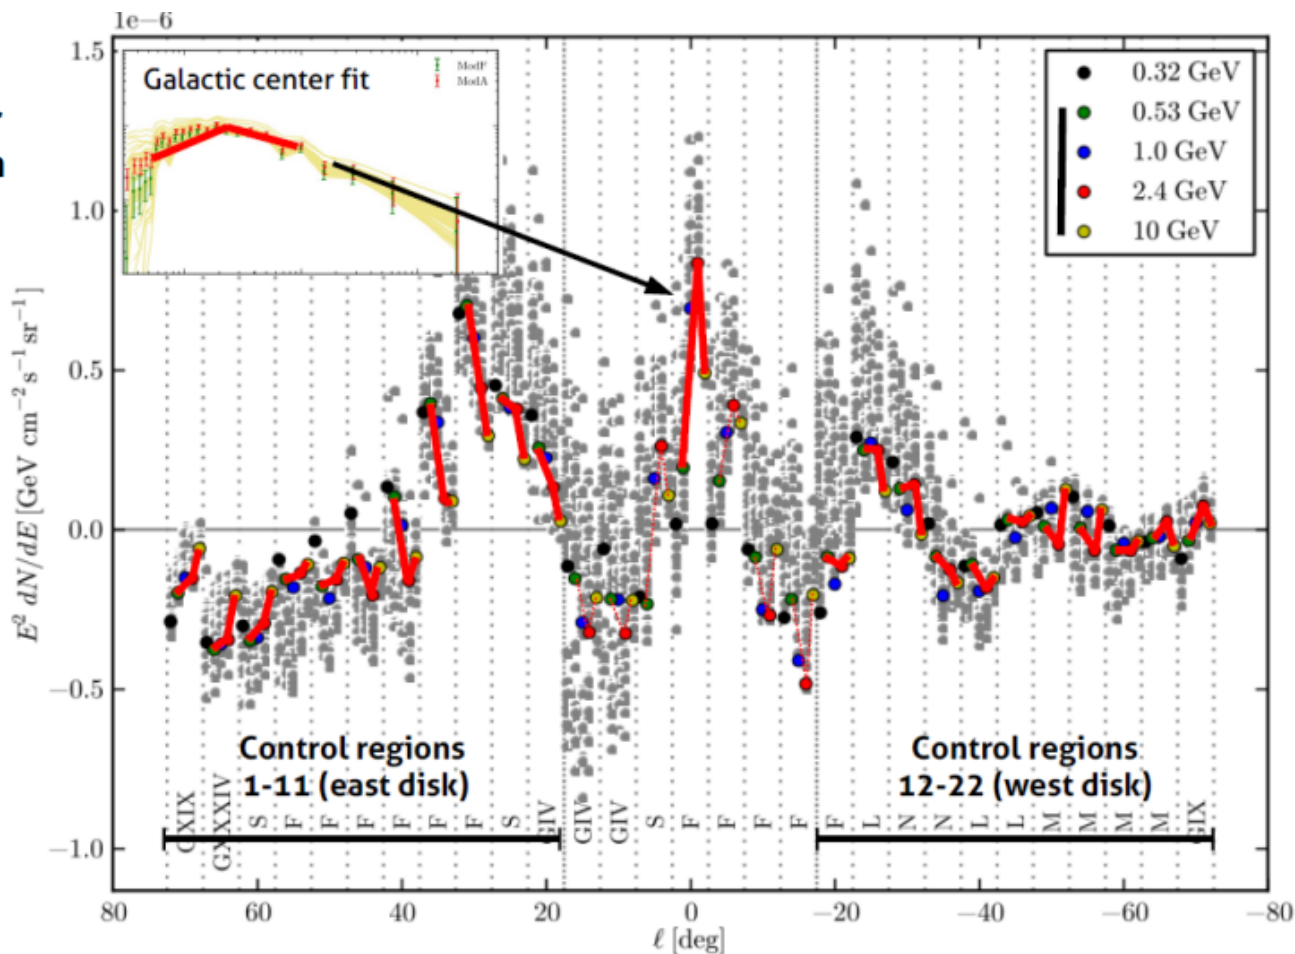 1e−6
1.5
1.0
0.5
0.0
−0.5
−1.0
E² dN/dE [GeV cm⁻² s⁻¹ sr⁻¹]
Galactic center fit
ModF
ModA
0.32 GeV
0.53 GeV
1.0 GeV
2.4 GeV
10 GeV
Control regions
1-11 (east disk)
Control regions
12-22 (west disk)
GXIX
GXXXIV
S
F
F
F
F
F
F
S
GIV
GIV
GIV
S
F
F
F
F
F
L
N
N
L
L
M
M
M
M
GIX
80
60
40
20
0
−20
−40
−60
−80
ℓ [deg]